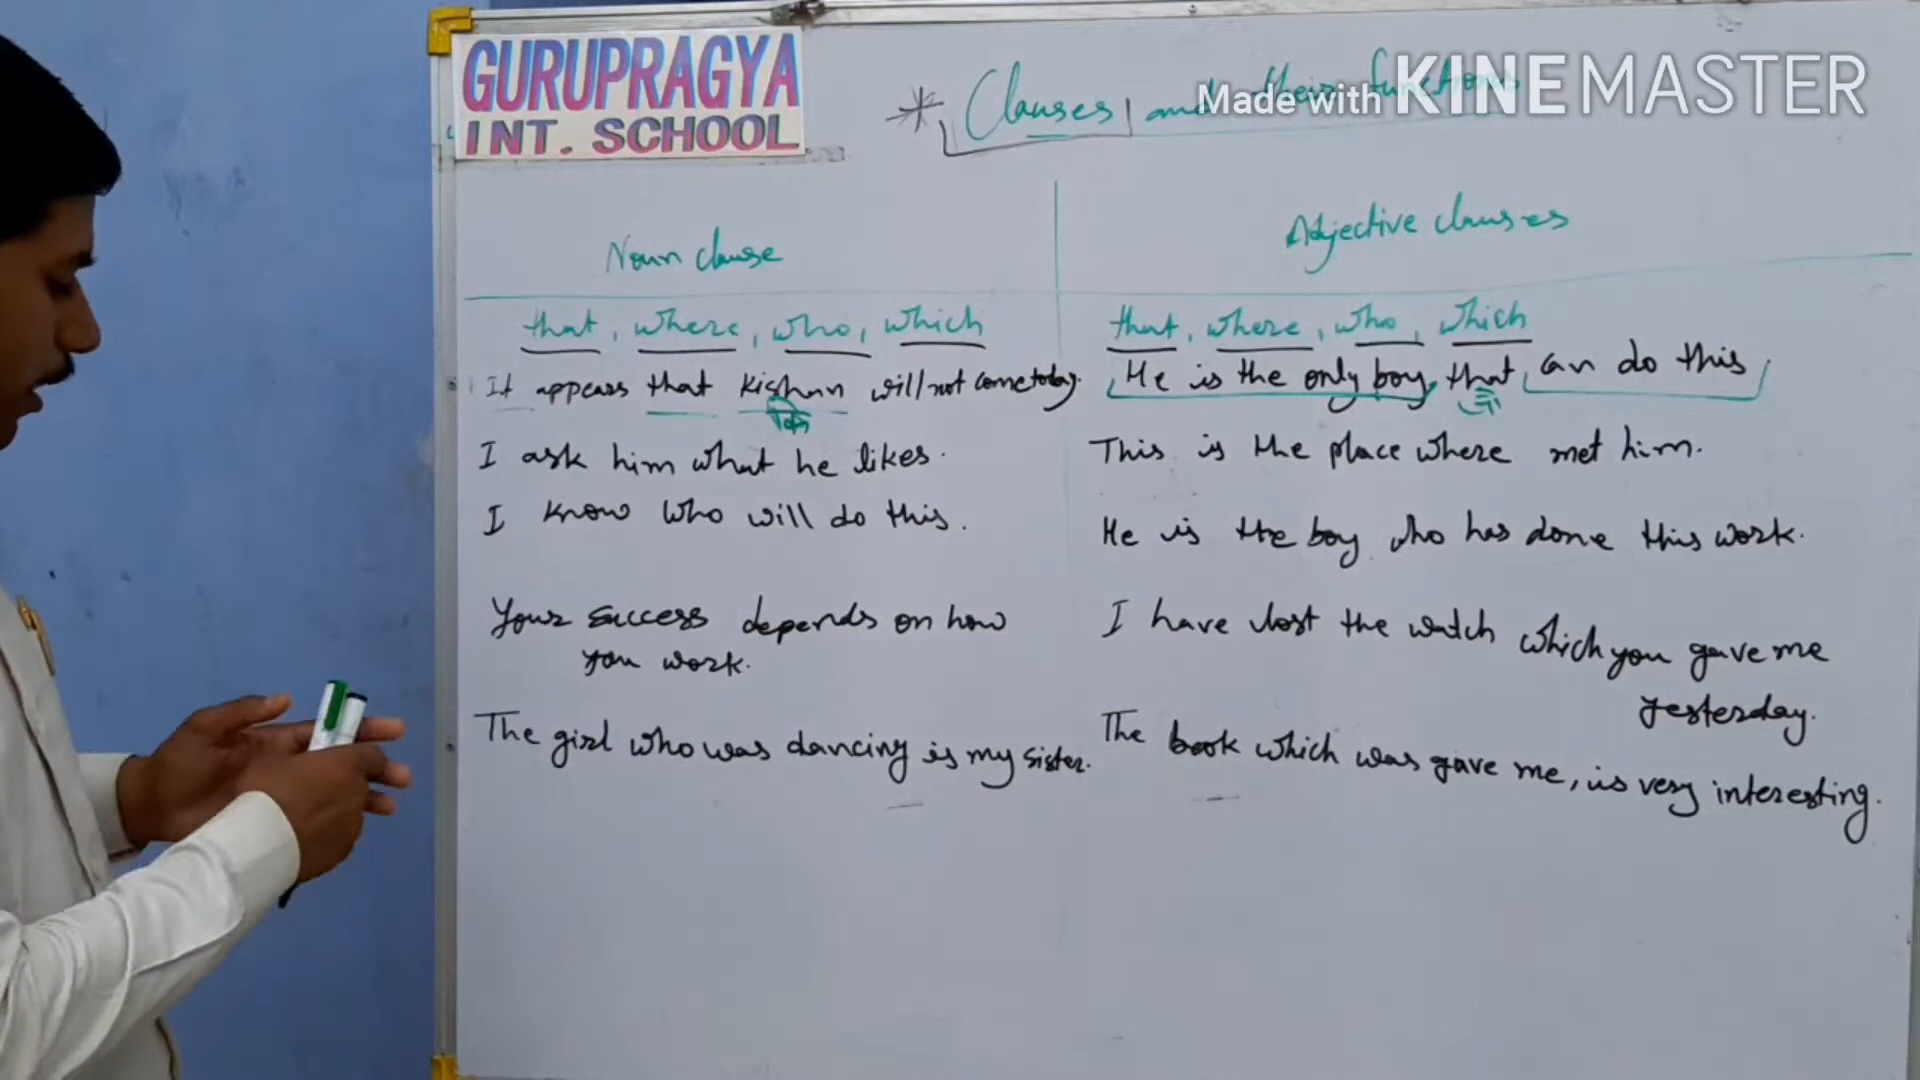 GURUPRAGYA
INT. SCHOOL
* Clauses and their functions
Made with KINEMASTER
Noun clause
that, where, who, which
It appears that Kishan will not come today.
कि
I ask him what he likes.
I know who will do this.
Your success depends on how
you work.
The girl who was dancing is my sister.
Adjective clauses
that, where, who, which
He is the only boy that can do this
This is the place where met him.
He is the boy who has done this work.
I have lost the watch which you gave me
yesterday.
The book which was gave me, is very interesting.